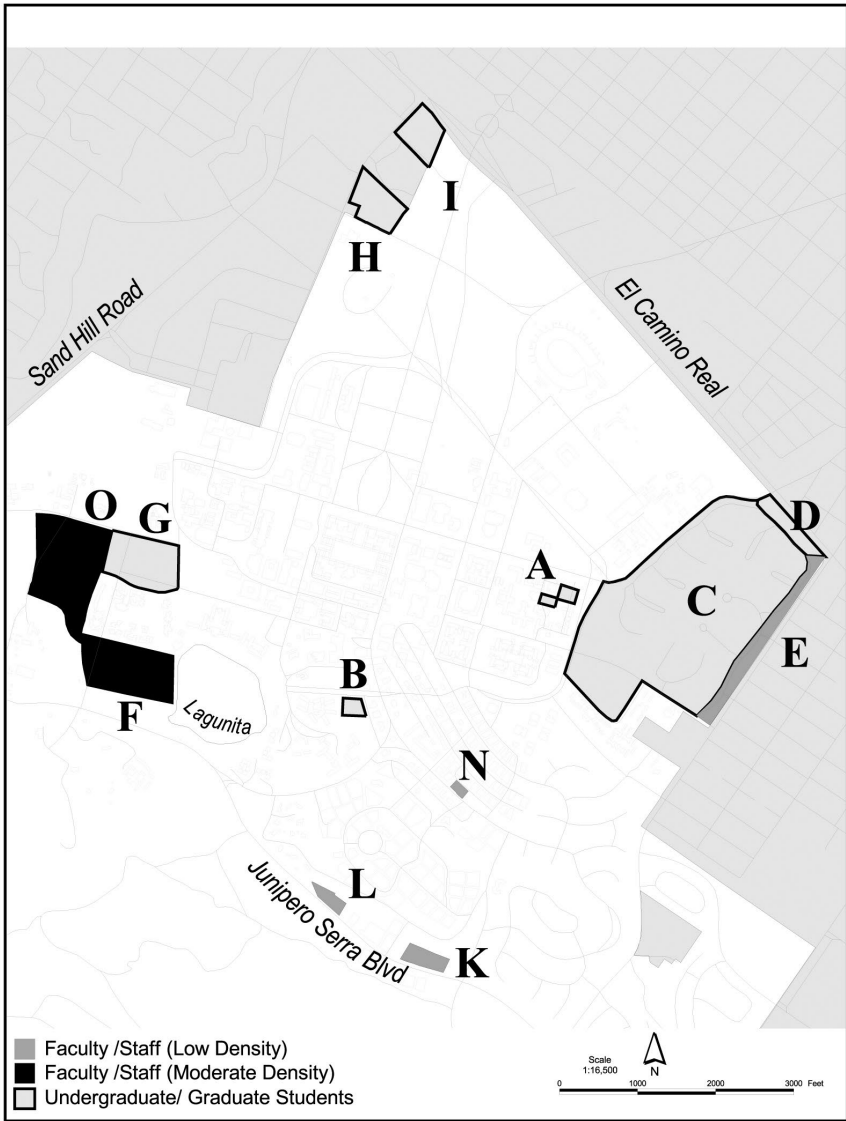 I
H
Sand Hill Road
El Camino Real
O
G
D
A
C
E
B
Lagunita
F
N
L
Junipero Serra Blvd
K
Faculty /Staff (Low Density)
Faculty /Staff (Moderate Density)
Undergraduate/ Graduate Students
Scale
1:16,500
N
0 1000 2000 3000 Feet